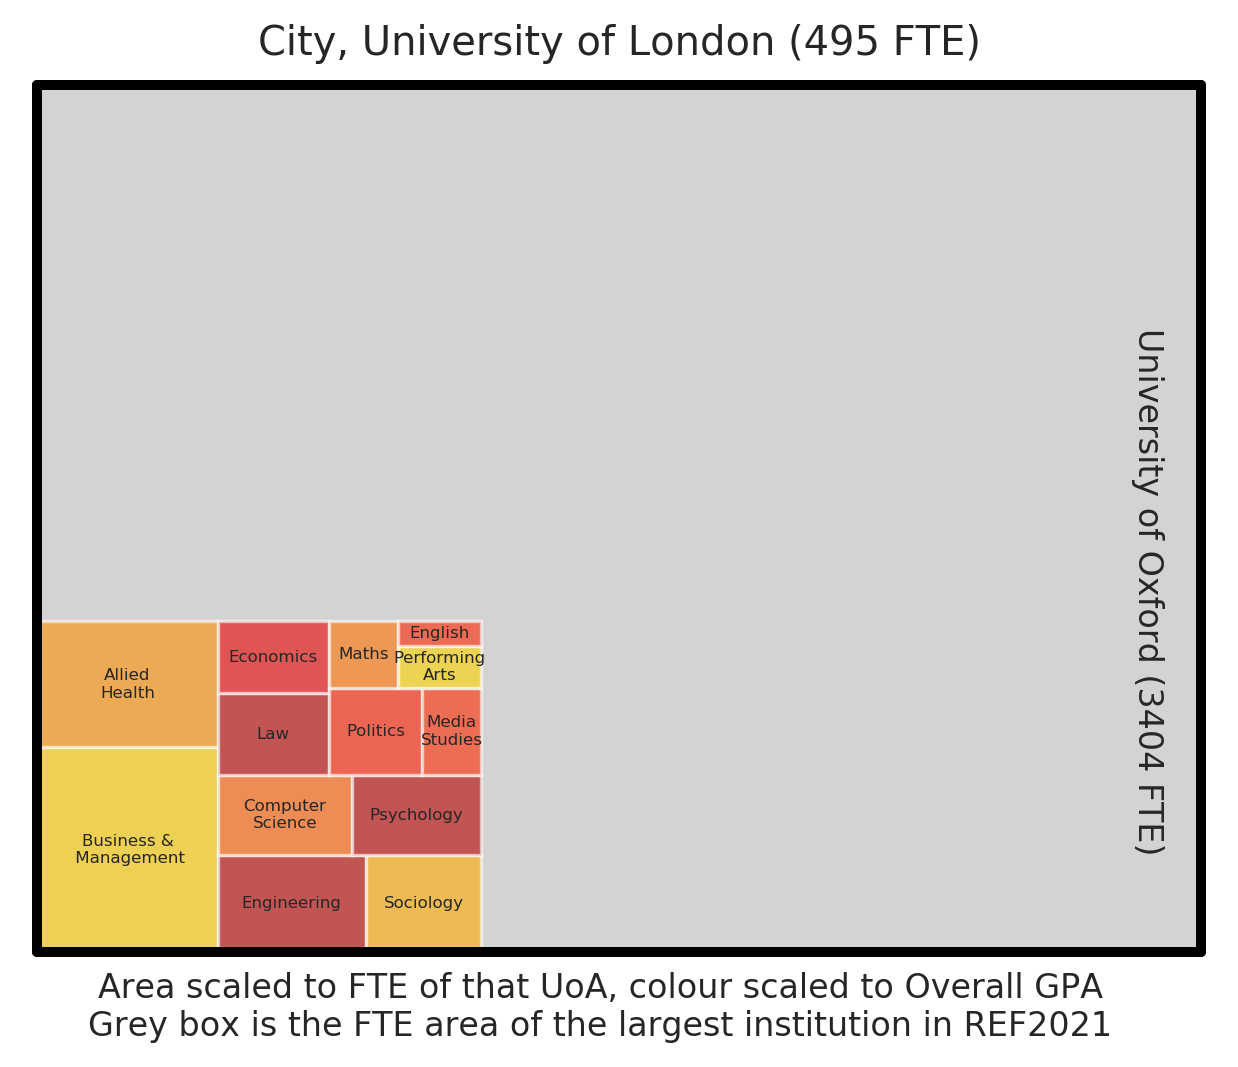 City, University of London (495 FTE)
University of Oxford (3404 FTE)
Allied
Health
Economics
Maths
English
Performing
Arts
Law
Politics
Media
Studies
Business &
Management
Computer
Science
Psychology
Engineering
Sociology
Area scaled to FTE of that UoA, colour scaled to Overall GPA
Grey box is the FTE area of the largest institution in REF2021